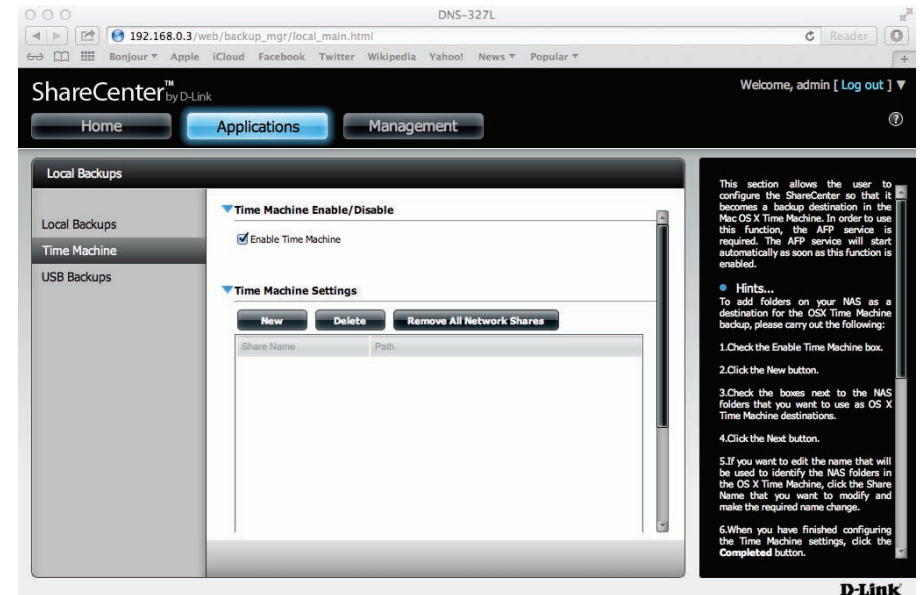 DNS-327L
192.168.0.3/web/backup_mgr/local_main.html
Reader
Bonjour Apple iCloud Facebook Twitter Wikipedia Yahoo! News Popular
ShareCenter™ by D-Link
Welcome, admin [ Log out ]
Home Applications Management
?
Local Backups
Local Backups
Time Machine
USB Backups
Time Machine Enable/Disable
Enable Time Machine
Time Machine Settings
New Delete Remove All Network Shares
Share Name Path
This section allows the user to
configure the ShareCenter so that it
becomes a backup destination in the
Mac OS X Time Machine. In order to use
this function, the AFP service is
required. The AFP service will start
automatically as soon as this function is
enabled.
Hints...
To add folders on your NAS as a
destination for the OSX Time Machine
backup, please carry out the following:
1.Check the Enable Time Machine box.
2.Click the New button.
3.Check the boxes next to the NAS
folders that you want to use as OS X
Time Machine destinations.
4.Click the Next button.
5.If you want to edit the name that will
be used to identify the NAS folders in
the OS X Time Machine, click the Share
Name that you want to modify and
make the required name change.
6.When you have finished configuring
the Time Machine settings, click the
Completed button.
D-Link